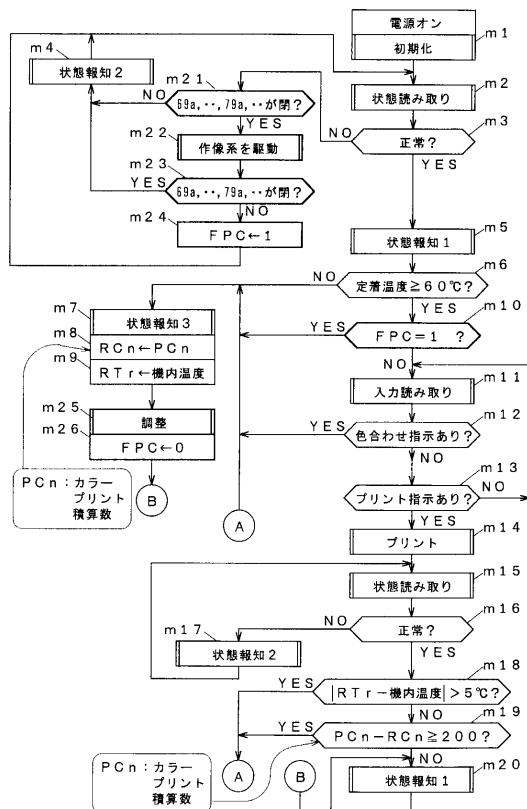 電源オン
m1
初期化
m4
状態報知2
m21
m2
状態読み取り
NO
69a,‥,79a,‥が閉?
YES
m3
NO
正常?
YES
m22
作像系を駆動
m23
YES
69a,‥,79a,‥が閉?
NO
m24
FPC←1
m5
状態報知1
m6
NO
定着温度≧60℃?
YES
m7
状態報知3
m8
RCn←PCn
m9
RTr←機内温度
m10
YES
FPC=1 ?
NO
m11
入力読み取り
m25
調整
m26
FPC←0
m12
YES
色合わせ指示あり?
NO
PCn:カラー
プリント
積算数
B
A
m13
プリント指示あり?
NO
YES
m14
プリント
m15
状態読み取り
m16
NO
正常?
YES
m17
状態報知2
m18
YES
|RTr-機内温度|>5℃?
NO
m19
YES
PCn-RCn≧200?
NO
PCn:カラー
プリント
積算数
A
B
m20
状態報知1